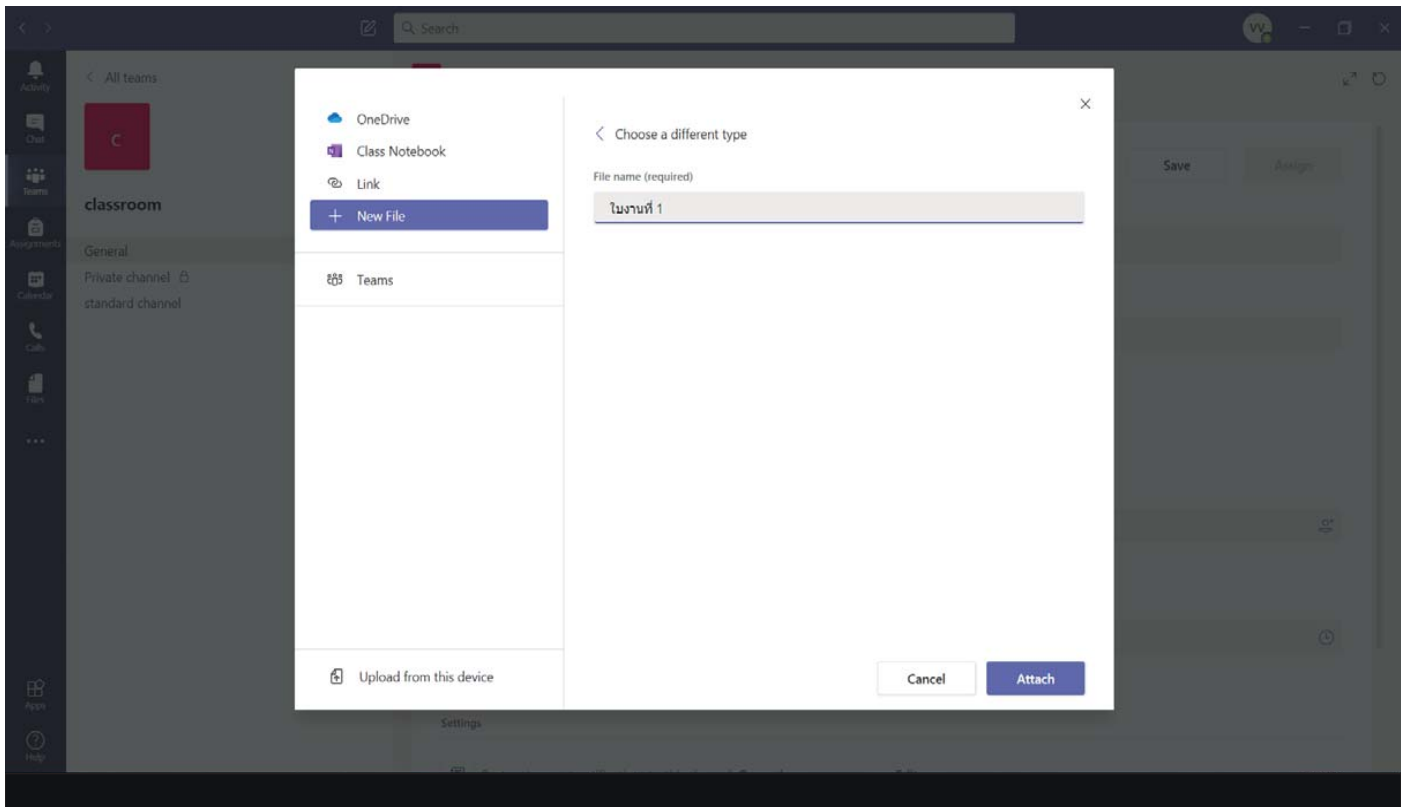 Search
VV
Activity
Chat
Teams
Assignments
Calendar
Calls
Files
Apps
Help
All teams
C
classroom
General
Private channel
standard channel
OneDrive
Class Notebook
Link
New File
Teams
Upload from this device
Choose a different type
File name (required)
ใบงานที่ 1
Cancel
Attach
Save
Assign
Settings